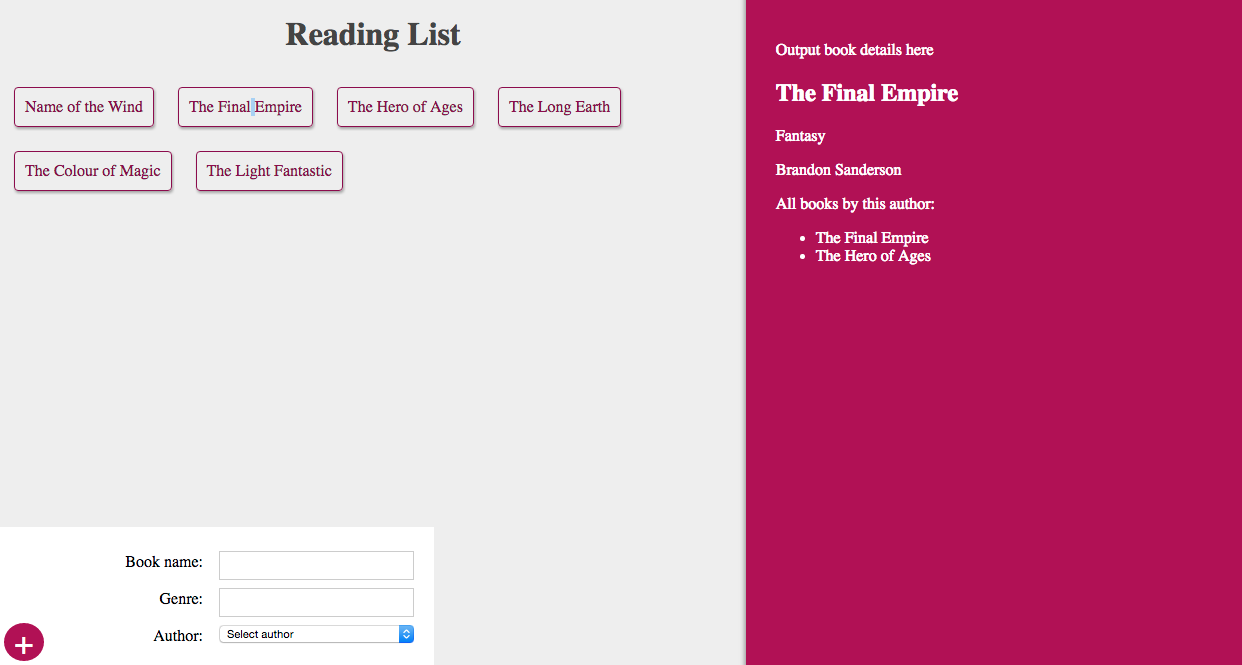 Reading List
Name of the Wind
The Final Empire
The Hero of Ages
The Long Earth
The Colour of Magic
The Light Fantastic
Book name:
Genre:
Author:
Select author
+
Output book details here
The Final Empire
Fantasy
Brandon Sanderson
All books by this author:
• The Final Empire
• The Hero of Ages